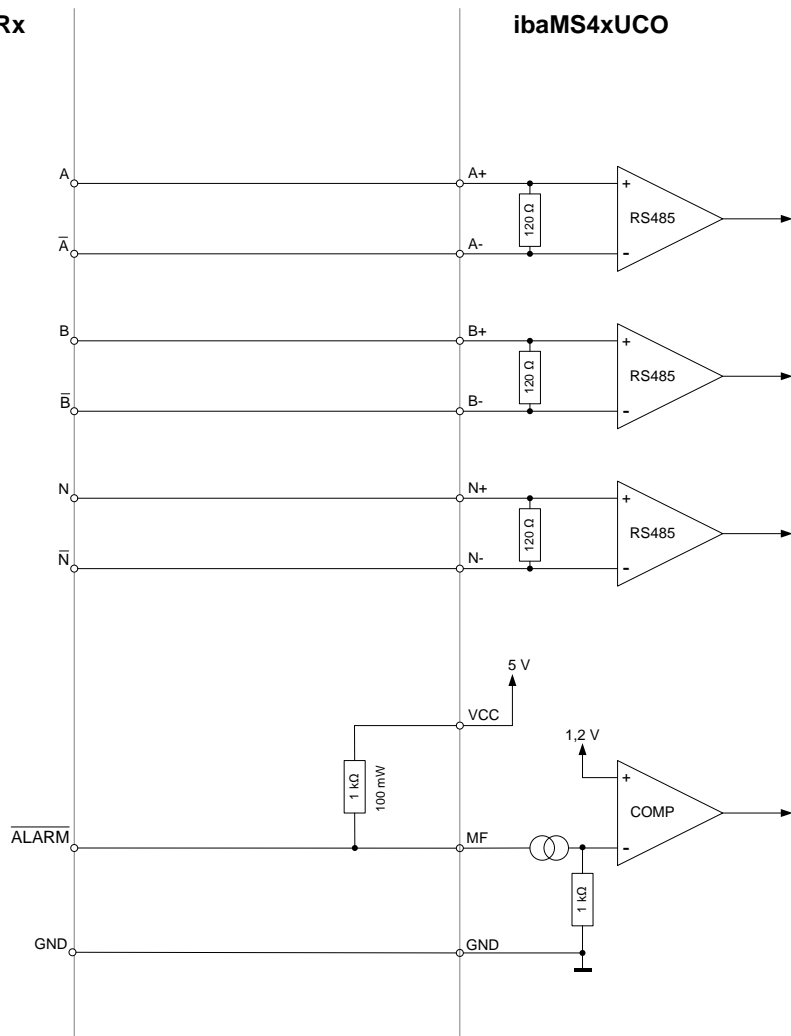 Rx
ibaMS4xUCO
A
A+
120 Ω
+
-
RS485
A̅
A-
B
B+
120 Ω
+
-
RS485
B̅
B-
N
N+
120 Ω
+
-
RS485
N̅
N-
5 V
VCC
1,2 V
1 kΩ
100 mW
+
-
COMP
A̅L̅A̅R̅M̅
MF
1 kΩ
GND
GND